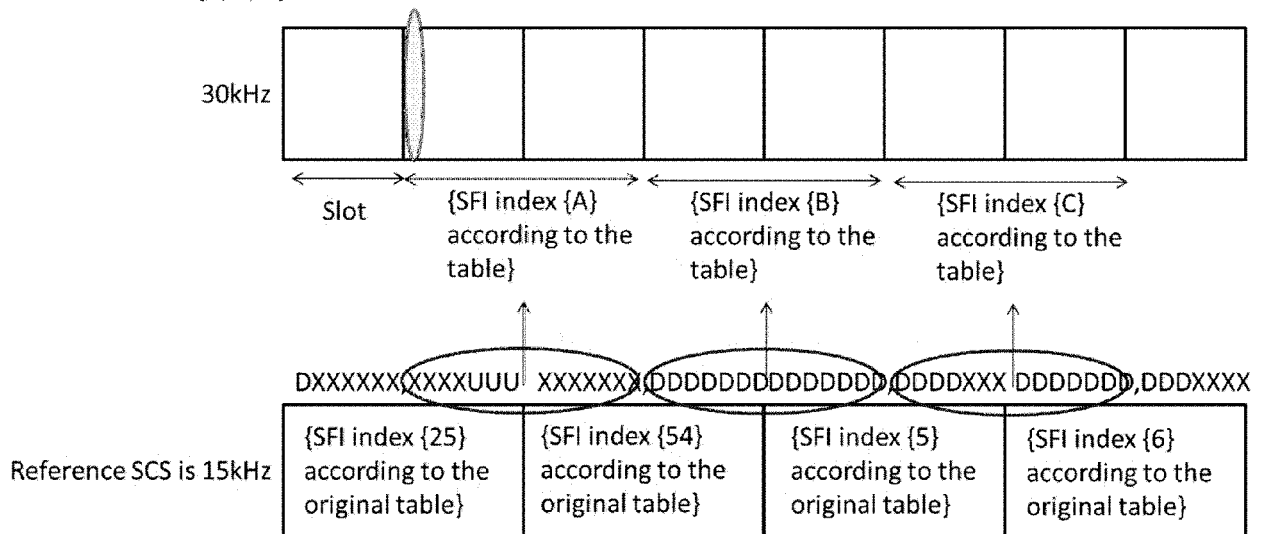 30kHz
Slot
{SFI index {A}
according to the
table}
{SFI index {B}
according to the
table}
{SFI index {C}
according to the
table}
DXXXXXX,XXXXUUU XXXXXXX,DDDDDDDDDDDDDD,DDDDXXX DDDDDDD,DDDXXXX
Reference SCS is 15kHz
{SFI index {25}
according to the
original table}
{SFI index {54}
according to the
original table}
{SFI index {5}
according to the
original table}
{SFI index {6}
according to the
original table}